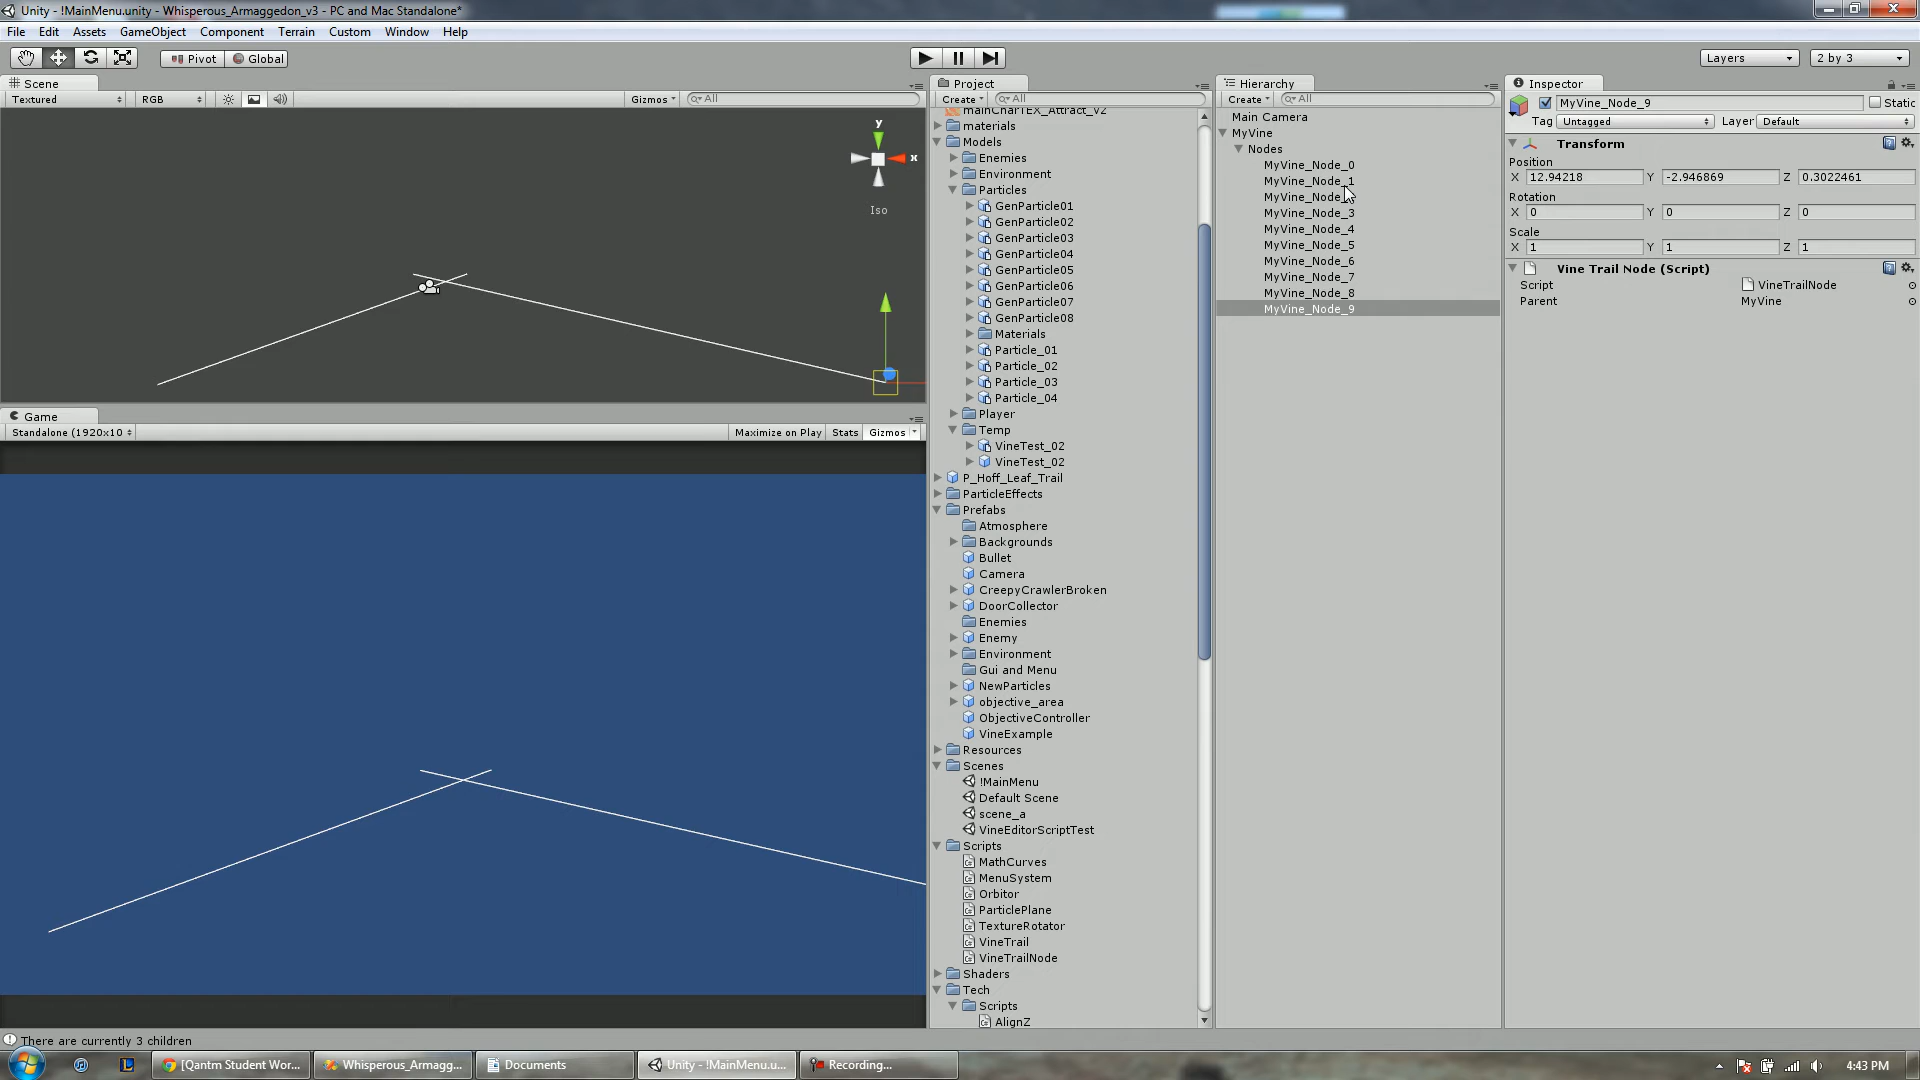 Unity - !MainMenu.unity - Whisperous_Armaggedon_v3 - PC and Mac Standalone*
File Edit Assets GameObject Component Terrain Custom Window Help
Pivot Global Layers 2 by 3
Scene
Textured RGB Gizmos All
y
x
Iso
Game
Standalone (1920x10 Maximize on Play Stats Gizmos
Project
Create All
mainCharTEX_Attract_v2
materials
Models
Enemies
Environment
Particles
GenParticle01
GenParticle02
GenParticle03
GenParticle04
GenParticle05
GenParticle06
GenParticle07
GenParticle08
Materials
Particle_01
Particle_02
Particle_03
Particle_04
Player
Temp
VineTest_02
VineTest_02
P_Hoff_Leaf_Trail
ParticleEffects
Prefabs
Atmosphere
Backgrounds
Bullet
Camera
CreepyCrawlerBroken
DoorCollector
Enemies
Enemy
Environment
Gui and Menu
NewParticles
objective_area
ObjectiveController
VineExample
Resources
Scenes
!MainMenu
Default Scene
scene_a
VineEditorScriptTest
Scripts
MathCurves
MenuSystem
Orbitor
ParticlePlane
TextureRotator
VineTrail
VineTrailNode
Shaders
Tech
Scripts
AlignZ
Hierarchy
Create All
Main Camera
MyVine
Nodes
MyVine_Node_0
MyVine_Node_1
MyVine_Node_
MyVine_Node_3
MyVine_Node_4
MyVine_Node_5
MyVine_Node_6
MyVine_Node_7
MyVine_Node_8
MyVine_Node_9
Inspector
MyVine_Node_9 Static
Tag Untagged Layer Default
Transform
Position
X 12.94218 Y -2.946869 Z 0.3022461
Rotation
X 0 Y 0 Z 0
Scale
X 1 Y 1 Z 1
Vine Trail Node (Script)
Script VineTrailNode
Parent MyVine
There are currently 3 children
[Qantm Student Wor... Whisperous_Armagg... Documents Unity - !MainMenu.u... Recording... 4:43 PM